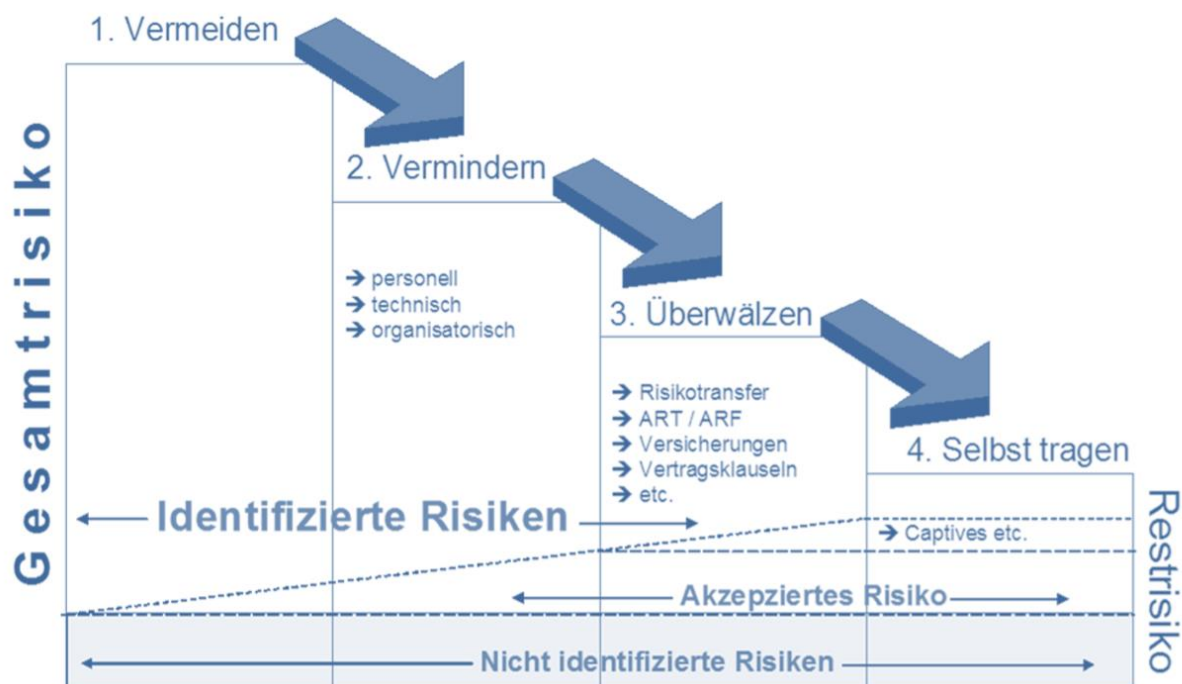 Gesamtrisiko
1. Vermeiden
2. Vermindern
➔ personell
➔ technisch
➔ organisatorisch
3. Überwälzen
➔ Risikotransfer
➔ ART / ARF
➔ Versicherungen
➔ Vertragsklauseln
➔ etc.
4. Selbst tragen
➔ Captives etc.
Identifizierte Risiken
Akzepziertes Risiko
Nicht identifizierte Risiken
Restrisiko